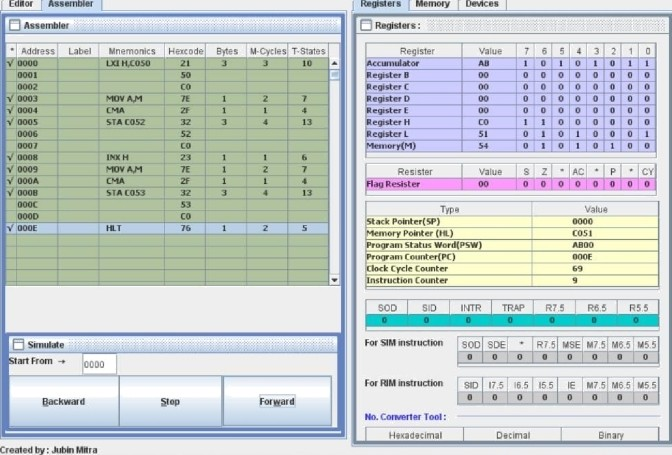 Editor Assembler
Assembler
* Address Label Mnemonics Hexcode Bytes M-Cycles T-States
√ 0000 LXI H,C050 21 3 3 10
0001 50
0002 C0
√ 0003 MOV A,M 7E 1 2 7
√ 0004 CMA 2F 1 1 4
√ 0005 STA C052 32 3 4 13
0006 52
0007 C0
√ 0008 INX H 23 1 1 6
√ 0009 MOV A,M 7E 1 2 7
√ 000A CMA 2F 1 1 4
√ 000B STA C053 32 3 4 13
000C 53
000D C0
√ 000E HLT 76 1 2 5
Simulate
Start From → 0000
Backward Stop Forward
Created by : Jubin Mitra
Registers Memory Devices
Registers :
Register Value 7 6 5 4 3 2 1 0
Accumulator AB 1 0 1 0 1 0 1 1
Register B 00 0 0 0 0 0 0 0 0
Register C 00 0 0 0 0 0 0 0 0
Register D 00 0 0 0 0 0 0 0 0
Register E 00 0 0 0 0 0 0 0 0
Register H C0 1 1 0 0 0 0 0 0
Register L 51 0 1 0 1 0 0 0 1
Memory(M) 54 0 1 0 1 0 1 0 0
Resister Value S Z * AC * P * CY
Flag Resister 00 0 0 0 0 0 0 0 0
Type Value
Stack Pointer(SP) 0000
Memory Pointer (HL) C051
Program Status Word(PSW) AB00
Program Counter(PC) 000E
Clock Cycle Counter 69
Instruction Counter 9
SOD SID INTR TRAP R7.5 R6.5 R5.5
0 0 0 0 0 0 0
For SIM instruction SOD SDE * R7.5 MSE M7.5 M6.5 M5.5
0 0 0 0 0 0 0 0
For RIM instruction SID I7.5 I6.5 I5.5 IE M7.5 M6.5 M5.5
0 0 0 0 0 0 0 0
No. Converter Tool :
Hexadecimal Decimal Binary